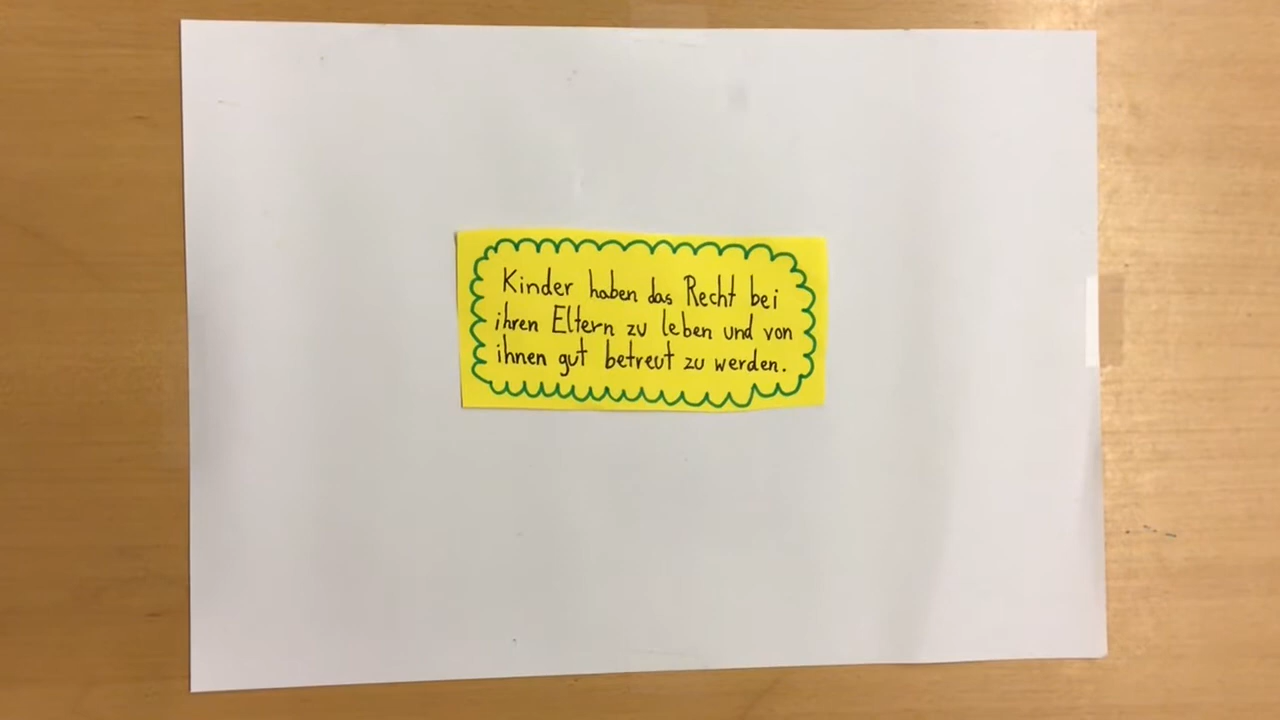 Kinder haben das Recht bei
ihren Eltern zu leben und von
ihnen gut betreut zu werden.